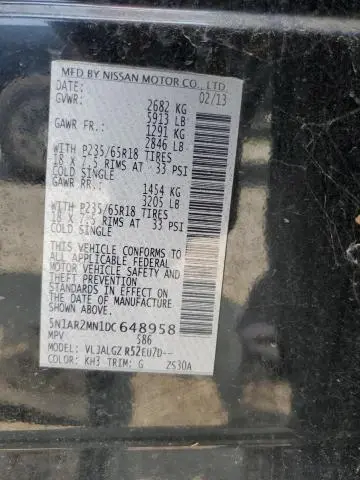 MFD BY NISSAN MOTOR CO., LTD.
DATE: 02/13
GVWR: 2682 KG
5913 LB
GAWR FR.: 1291 KG
2846 LB
WITH P235/65R18 TIRES
18 X 7.5 RIMS AT 33 PSI
COLD SINGLE
GAWR RR.: 1454 KG
3205 LB
WITH P235/65R18 TIRES
18 X 7.5 RIMS AT 33 PSI
COLD SINGLE
THIS VEHICLE CONFORMS TO
ALL APPLICABLE FEDERAL
MOTOR VEHICLE SAFETY AND
THEFT PREVENTION
STANDARDS IN EFFECT ON
THE DATE OF MANUFACTURE
SHOWN ABOVE.
5N1AR2MN1DC648958
MPV 586
MODEL: VLJALGZ R52EU7D--
COLOR: KH3 TRIM: G 2S30A